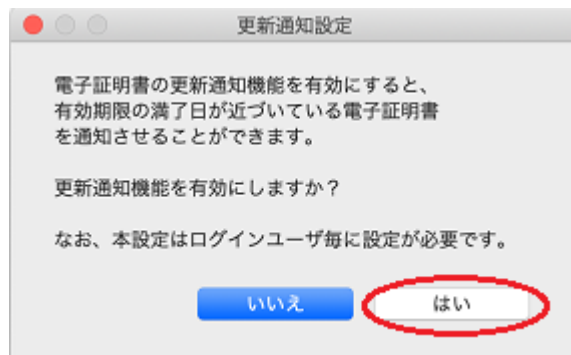 更新通知設定
電子証明書の更新通知機能を有効にすると、
有効期限の満了日が近づいている電子証明書
を通知させることができます。
更新通知機能を有効にしますか？
なお、本設定はログインユーザ毎に設定が必要です。
いいえ
はい